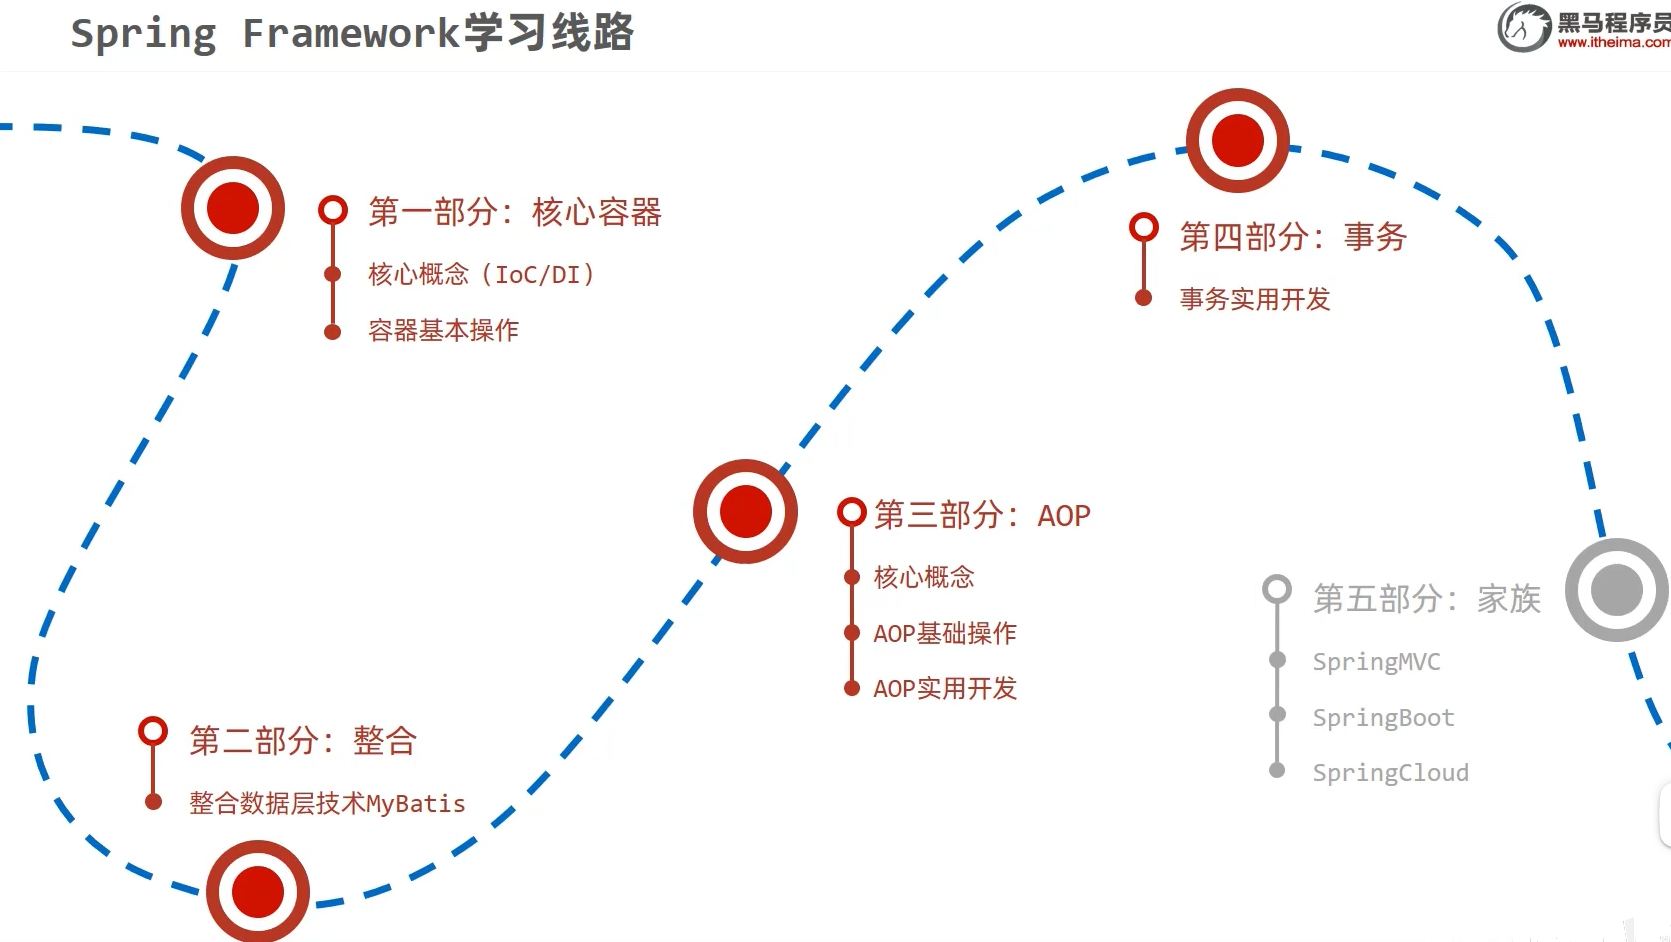 Spring Framework学习线路
黑马程序员
www.itheima.com
第一部分：核心容器
核心概念（IoC/DI）
容器基本操作
第二部分：整合
整合数据层技术MyBatis
第三部分：AOP
核心概念
AOP基础操作
AOP实用开发
第四部分：事务
事务实用开发
第五部分：家族
SpringMVC
SpringBoot
SpringCloud